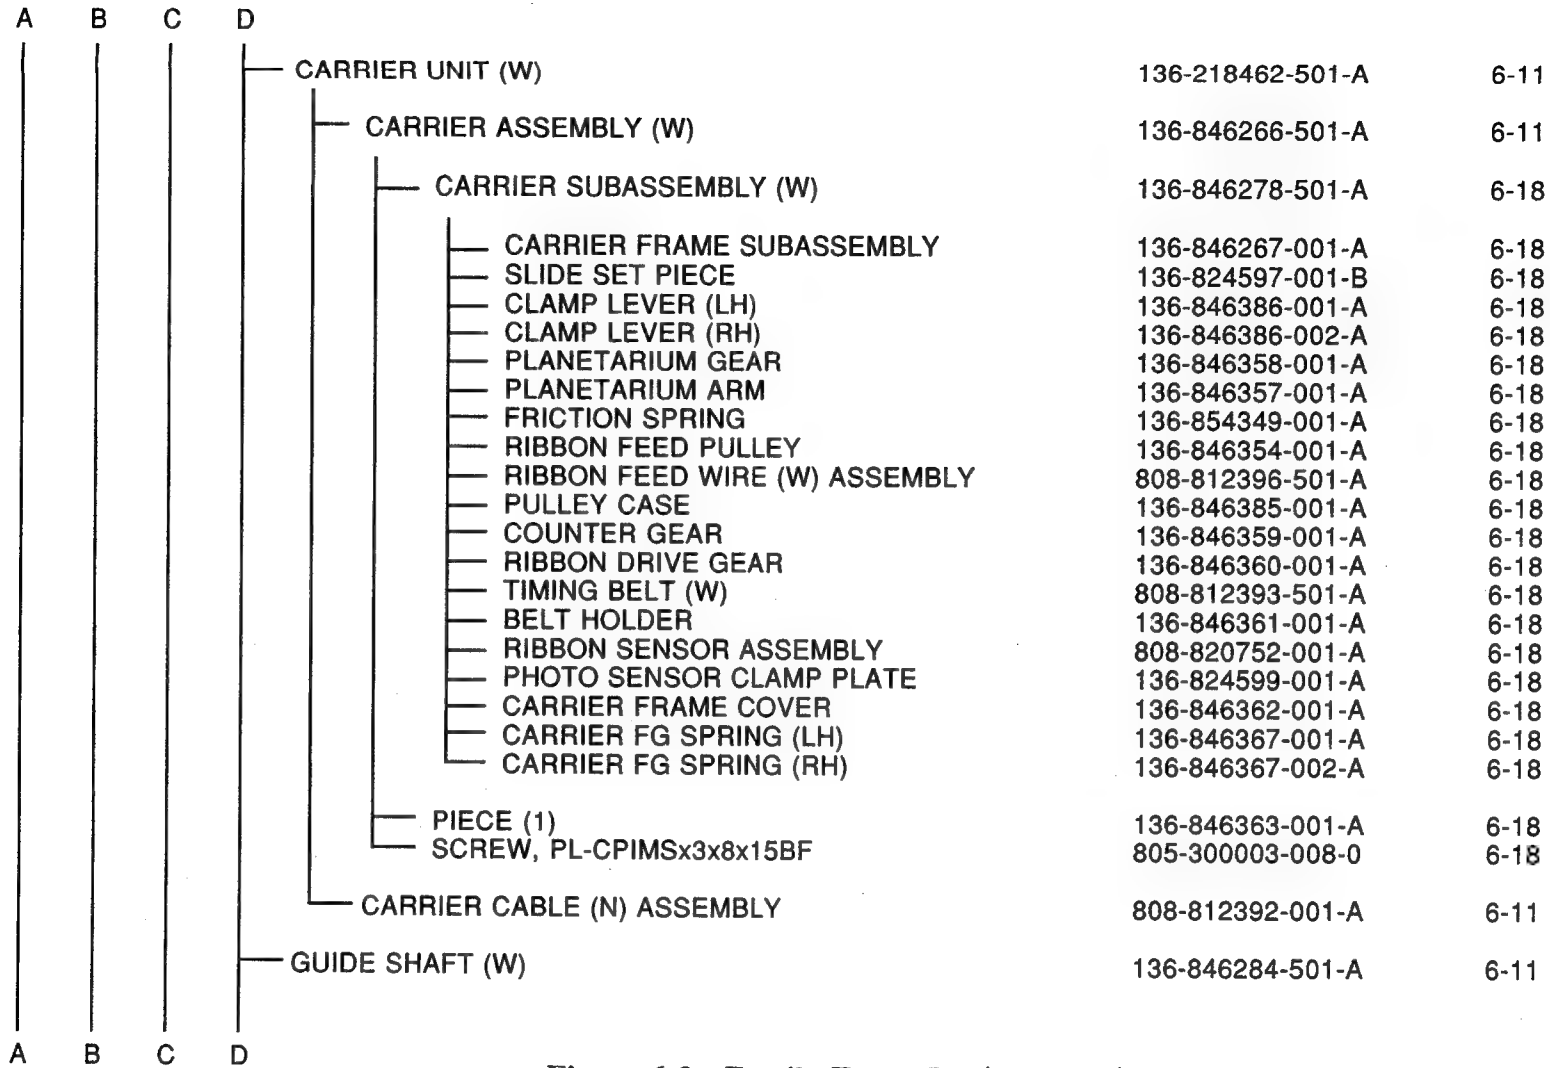 A B C D
CARRIER UNIT (W) 136-218462-501-A 6-11
CARRIER ASSEMBLY (W) 136-846266-501-A 6-11
CARRIER SUBASSEMBLY (W) 136-846278-501-A 6-18
CARRIER FRAME SUBASSEMBLY 136-846267-001-A 6-18
SLIDE SET PIECE 136-824597-001-B 6-18
CLAMP LEVER (LH) 136-846386-001-A 6-18
CLAMP LEVER (RH) 136-846386-002-A 6-18
PLANETARIUM GEAR 136-846358-001-A 6-18
PLANETARIUM ARM 136-846357-001-A 6-18
FRICTION SPRING 136-854349-001-A 6-18
RIBBON FEED PULLEY 136-846354-001-A 6-18
RIBBON FEED WIRE (W) ASSEMBLY 808-812396-501-A 6-18
PULLEY CASE 136-846385-001-A 6-18
COUNTER GEAR 136-846359-001-A 6-18
RIBBON DRIVE GEAR 136-846360-001-A 6-18
TIMING BELT (W) 808-812393-501-A 6-18
BELT HOLDER 136-846361-001-A 6-18
RIBBON SENSOR ASSEMBLY 808-820752-001-A 6-18
PHOTO SENSOR CLAMP PLATE 136-824599-001-A 6-18
CARRIER FRAME COVER 136-846362-001-A 6-18
CARRIER FG SPRING (LH) 136-846367-001-A 6-18
CARRIER FG SPRING (RH) 136-846367-002-A 6-18
PIECE (1) 136-846363-001-A 6-18
SCREW, PL-CPIMSx3x8x15BF 805-300003-008-0 6-18
CARRIER CABLE (N) ASSEMBLY 808-812392-001-A 6-11
GUIDE SHAFT (W) 136-846284-501-A 6-11
A B C D